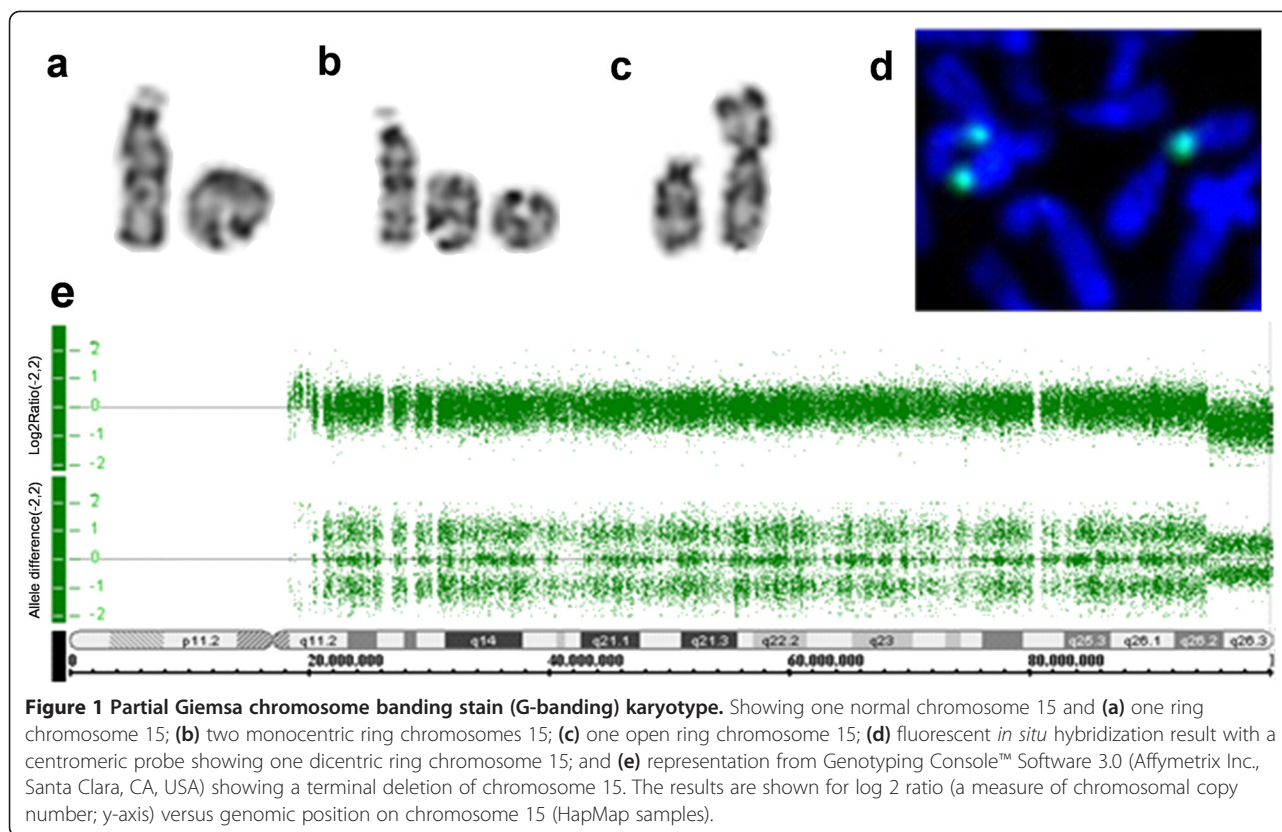 a
b
c
d
e
Log2Ratio(-2,2)
2
1
0
-1
-2
Allele difference(-2,2)
2
1
0
-1
-2
p11.2 q11.2 q14 q21.1 q21.3 q22.2 q23 q25.3 q26.1 q26.2 q26.3
0 20.000.000 40.000.000 60.000.000 80.000.000 1
Figure 1 Partial Giemsa chromosome banding stain (G-banding) karyotype. Showing one normal chromosome 15 and (a) one ring
chromosome 15; (b) two monocentric ring chromosomes 15; (c) one open ring chromosome 15; (d) fluorescent in situ hybridization result with a
centromeric probe showing one dicentric ring chromosome 15; and (e) representation from Genotyping Console™ Software 3.0 (Affymetrix Inc.,
Santa Clara, CA, USA) showing a terminal deletion of chromosome 15. The results are shown for log 2 ratio (a measure of chromosomal copy
number; y-axis) versus genomic position on chromosome 15 (HapMap samples).